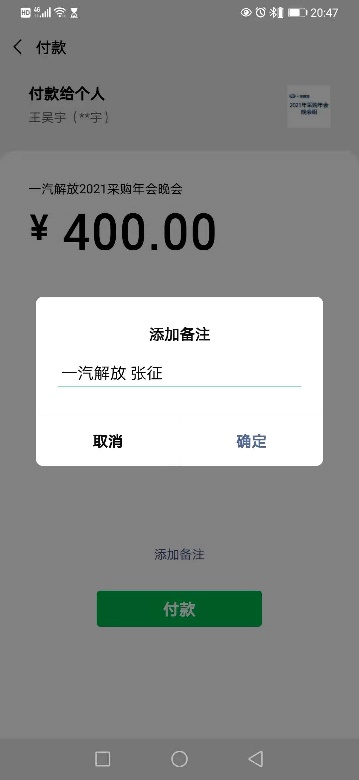 HD 4G 20:47
付款
付款给个人
王昊宇（**宇）
2021年采购年会
晚会码
一汽解放2021采购年会晚会
¥ 400.00
添加备注
一汽解放 张征
取消 确定
添加备注
付款